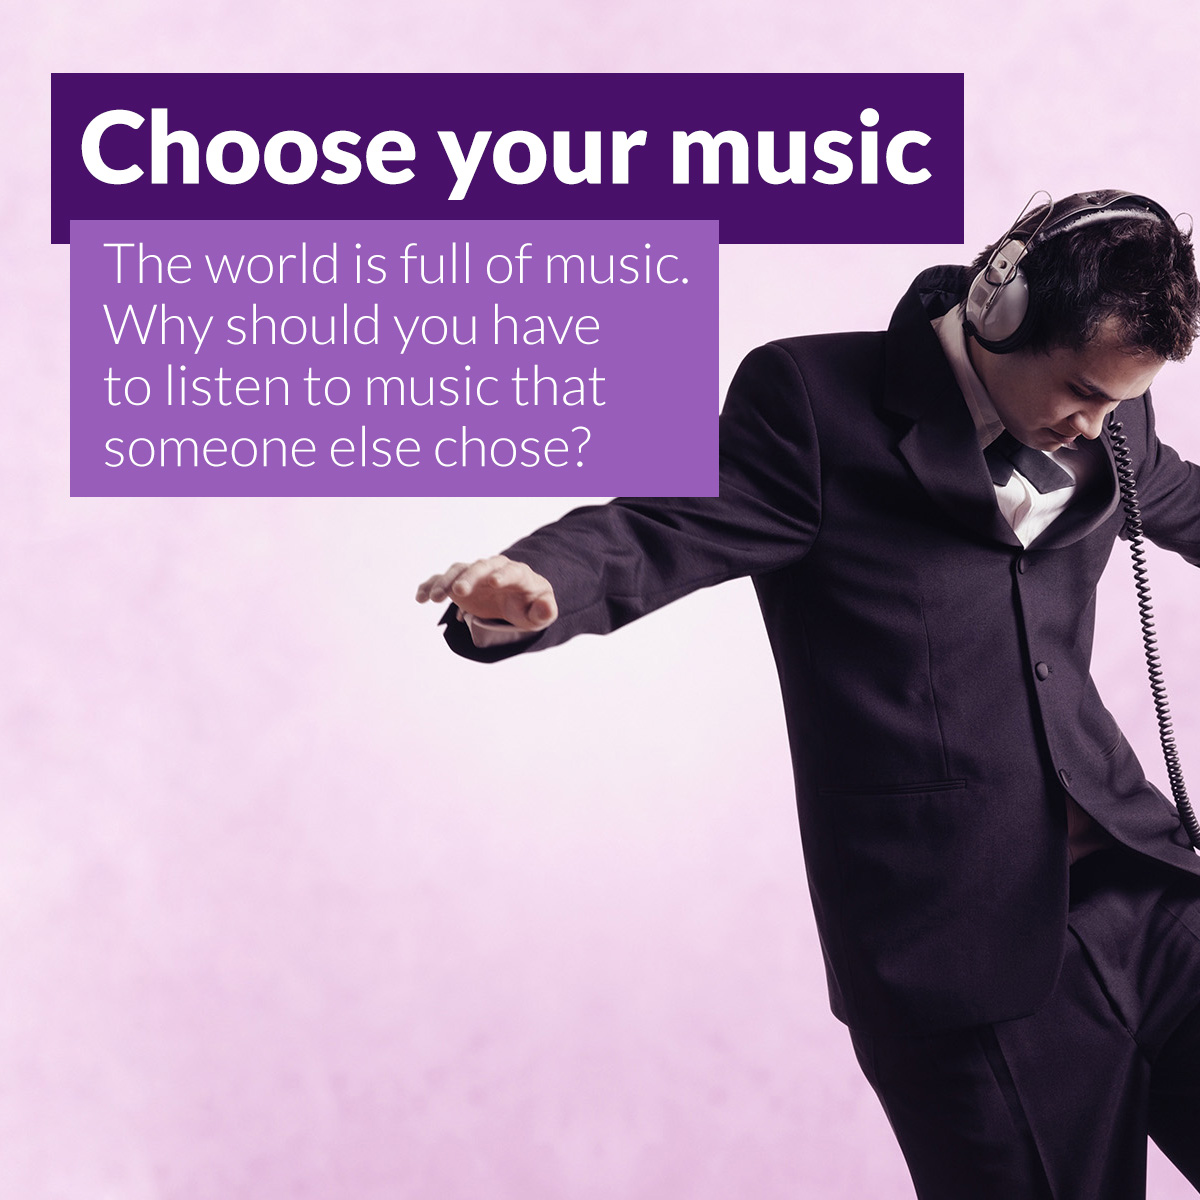 Choose your music
The world is full of music.
Why should you have
to listen to music that
someone else chose?